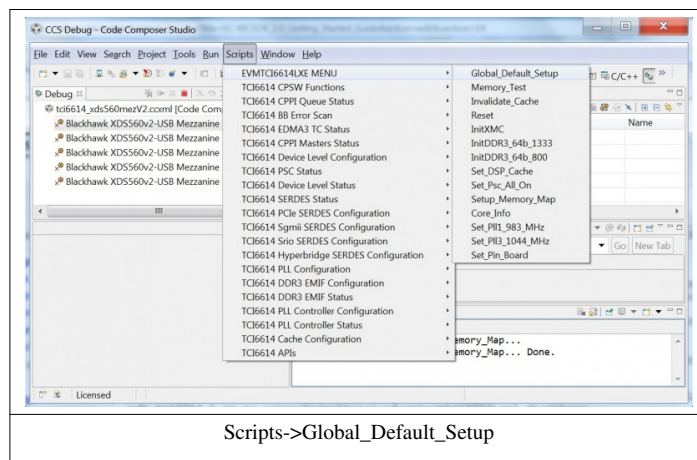 CCS Debug - Code Composer Studio
File Edit View Search Project Tools Run Scripts Window Help
C/C++
Debug
tci6614_xds560mezV2.ccxml [Code Com
Blackhawk XDS560v2-USB Mezzanine
Blackhawk XDS560v2-USB Mezzanine
Blackhawk XDS560v2-USB Mezzanine
Blackhawk XDS560v2-USB Mezzanine
Blackhawk XDS560v2-USB Mezzanine
EVMTCI6614LXE MENU
TCI6614 CPSW Functions
TCI6614 CPPI Queue Status
TCI6614 BB Error Scan
TCI6614 EDMA3 TC Status
TCI6614 CPPI Masters Status
TCI6614 Device Level Configuration
TCI6614 PSC Status
TCI6614 Device Level Status
TCI6614 SERDES Status
TCI6614 PCIe SERDES Configuration
TCI6614 Sgmii SERDES Configuration
TCI6614 Srio SERDES Configuration
TCI6614 Hyperbridge SERDES Configuration
TCI6614 PLL Configuration
TCI6614 DDR3 EMIF Configuration
TCI6614 DDR3 EMIF Status
TCI6614 PLL Controller Configuration
TCI6614 PLL Controller Status
TCI6614 Cache Configuration
TCI6614 APIs
Global_Default_Setup
Memory_Test
Invalidate_Cache
Reset
InitXMC
InitDDR3_64b_1333
InitDDR3_64b_800
Set_DSP_Cache
Set_Psc_All_On
Setup_Memory_Map
Core_Info
Set_Pll1_983_MHz
Set_Pll3_1044_MHz
Set_Pin_Board
Name
Go New Tab
emory_Map...
emory_Map... Done.
Licensed
Scripts->Global_Default_Setup